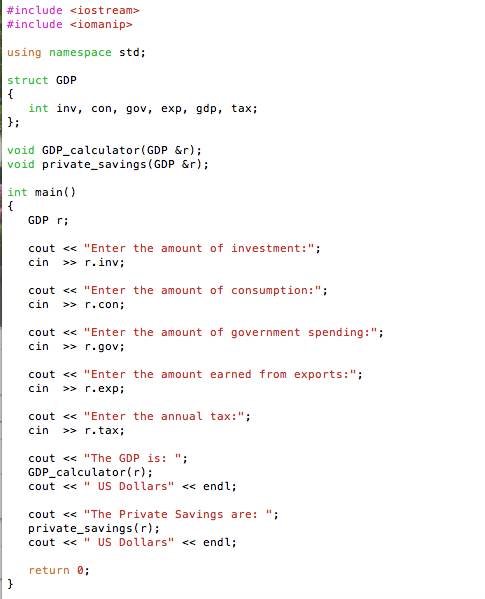 #include <iostream>
#include <iomanip>
using namespace std;
struct GDP
{
int inv, con, gov, exp, gdp, tax;
};
void GDP_calculator(GDP &r);
void private_savings(GDP &r);
int main()
{
GDP r;
cout << "Enter the amount of investment:";
cin >> r.inv;
cout << "Enter the amount of consumption:";
cin >> r.con;
cout << "Enter the amount of government spending:";
cin >> r.gov;
cout << "Enter the amount earned from exports:";
cin >> r.exp;
cout << "Enter the annual tax:";
cin >> r.tax;
cout << "The GDP is: ";
GDP_calculator(r);
cout << " US Dollars" << endl;
cout << "The Private Savings are: ";
private_savings(r);
cout << " US Dollars" << endl;
return 0;
}